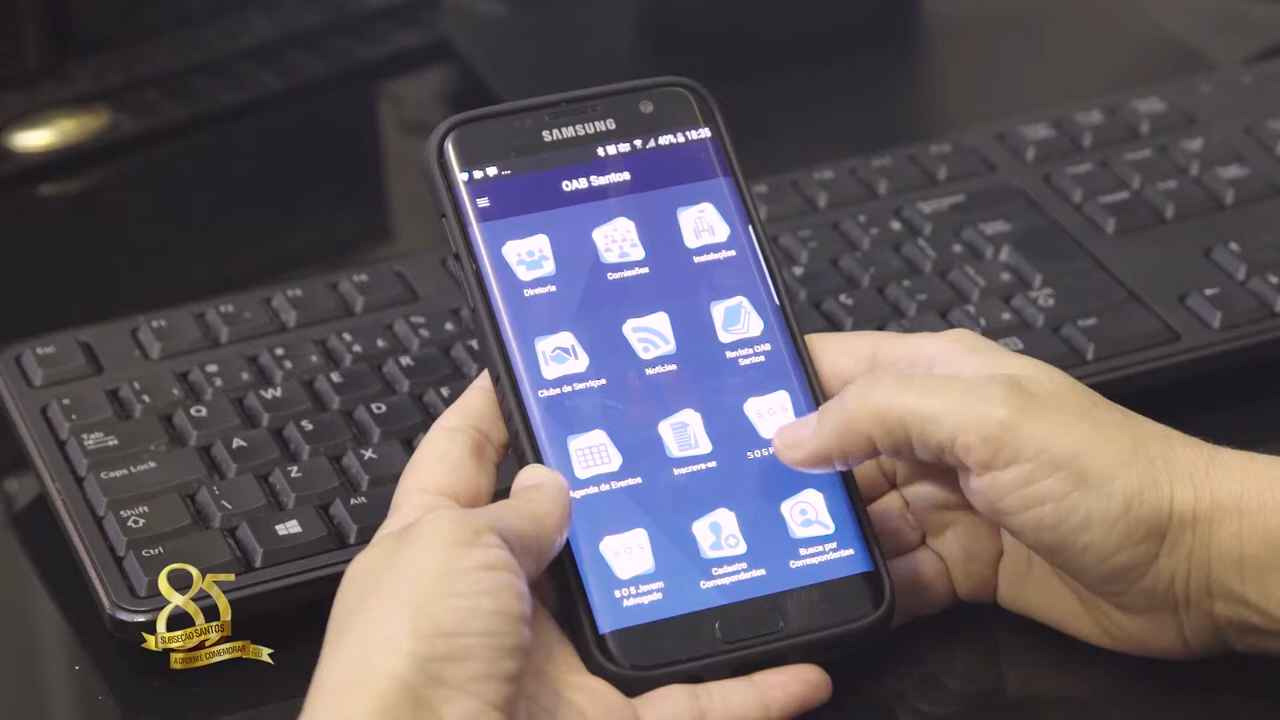 SAMSUNG
40% 18:35
OAB Santos
Diretoria
Comissões
Instalações
Clube de Serviços
Notícias
Revista OAB
Santos
Agenda de Eventos
Inscreva-se
SOS
SOS
S O S Jovem
Advogado
Cadastro
Correspondentes
Busca por
Correspondentes
Esc
Tab
Q
W
E
R
Caps Lock
A
S
D
F
Shift
Z
X
Ctrl
Alt
85
SUBSEÇÃO SANTOS
A ORDEM É COMEMORAR
DESDE
1933